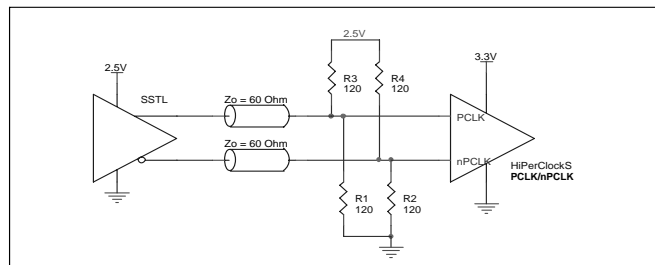 2.5V
3.3V
2.5V
SSTL
Zo = 60 Ohm
R3
120
R4
120
PCLK
Zo = 60 Ohm
nPCLK
HiPerClockS
PCLK/nPCLK
R1
120
R2
120